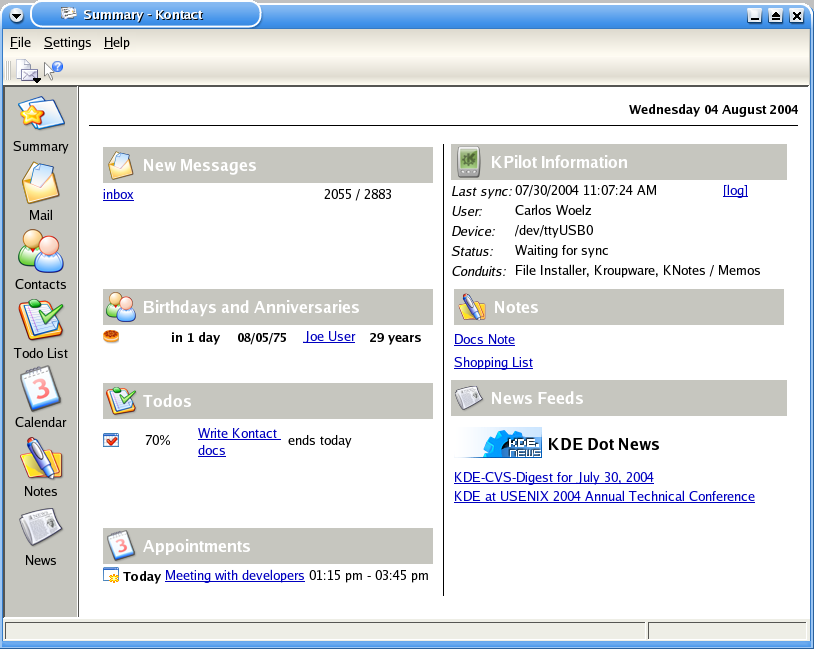 Summary - Kontact
File Settings Help
Wednesday 04 August 2004
Summary
Mail
Contacts
Todo List
Calendar
Notes
News
New Messages
inbox 2055 / 2883
Birthdays and Anniversaries
in 1 day 08/05/75 Joe User 29 years
Todos
70% Write Kontact docs ends today
Appointments
Today Meeting with developers 01:15 pm - 03:45 pm
KPilot Information
Last sync: 07/30/2004 11:07:24 AM [log]
User: Carlos Woelz
Device: /dev/ttyUSB0
Status: Waiting for sync
Conduits: File Installer, Kroupware, KNotes / Memos
Notes
Docs Note
Shopping List
News Feeds
KDE.NEWS KDE Dot News
KDE-CVS-Digest for July 30, 2004
KDE at USENIX 2004 Annual Technical Conference